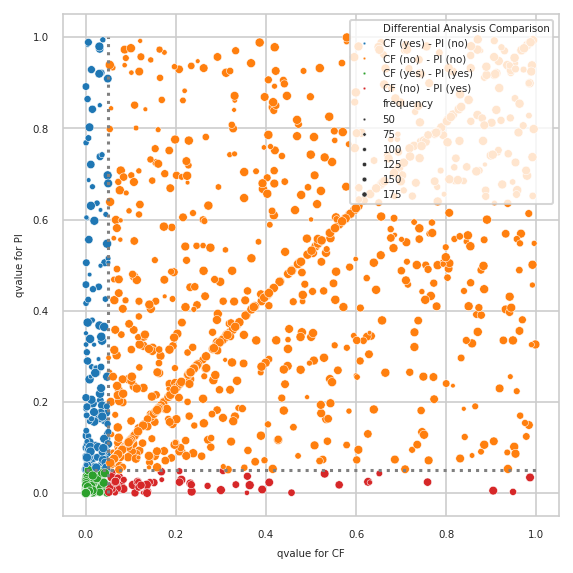 Differential Analysis Comparison
CF (yes) - PI (no)
CF (no)  - PI (no)
CF (yes) - PI (yes)
CF (no)  - PI (yes)
frequency
50
75
100
125
150
175
1.0
0.8
0.6
0.4
0.2
0.0
qvalue for PI
0.0 0.2 0.4 0.6 0.8 1.0
qvalue for CF